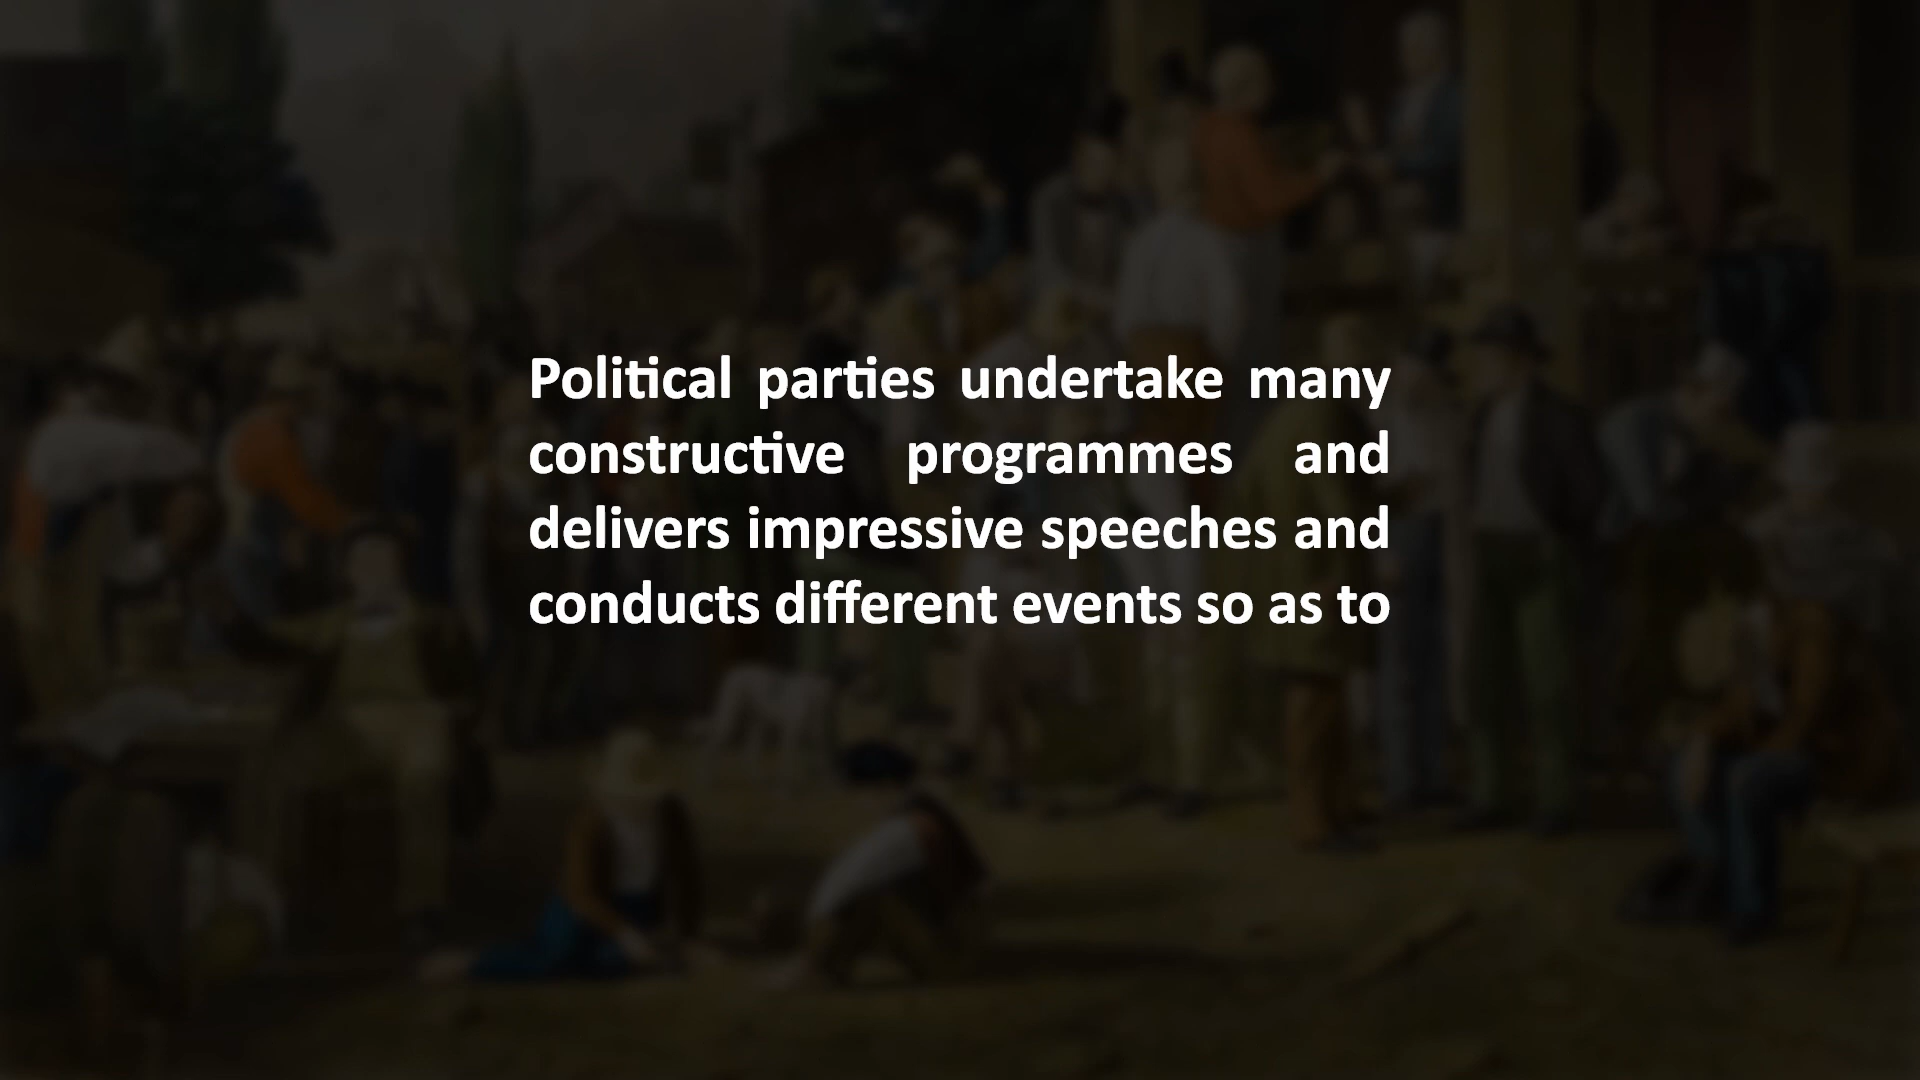 Political parties undertake many
constructive programmes and
delivers impressive speeches and
conducts different events so as to